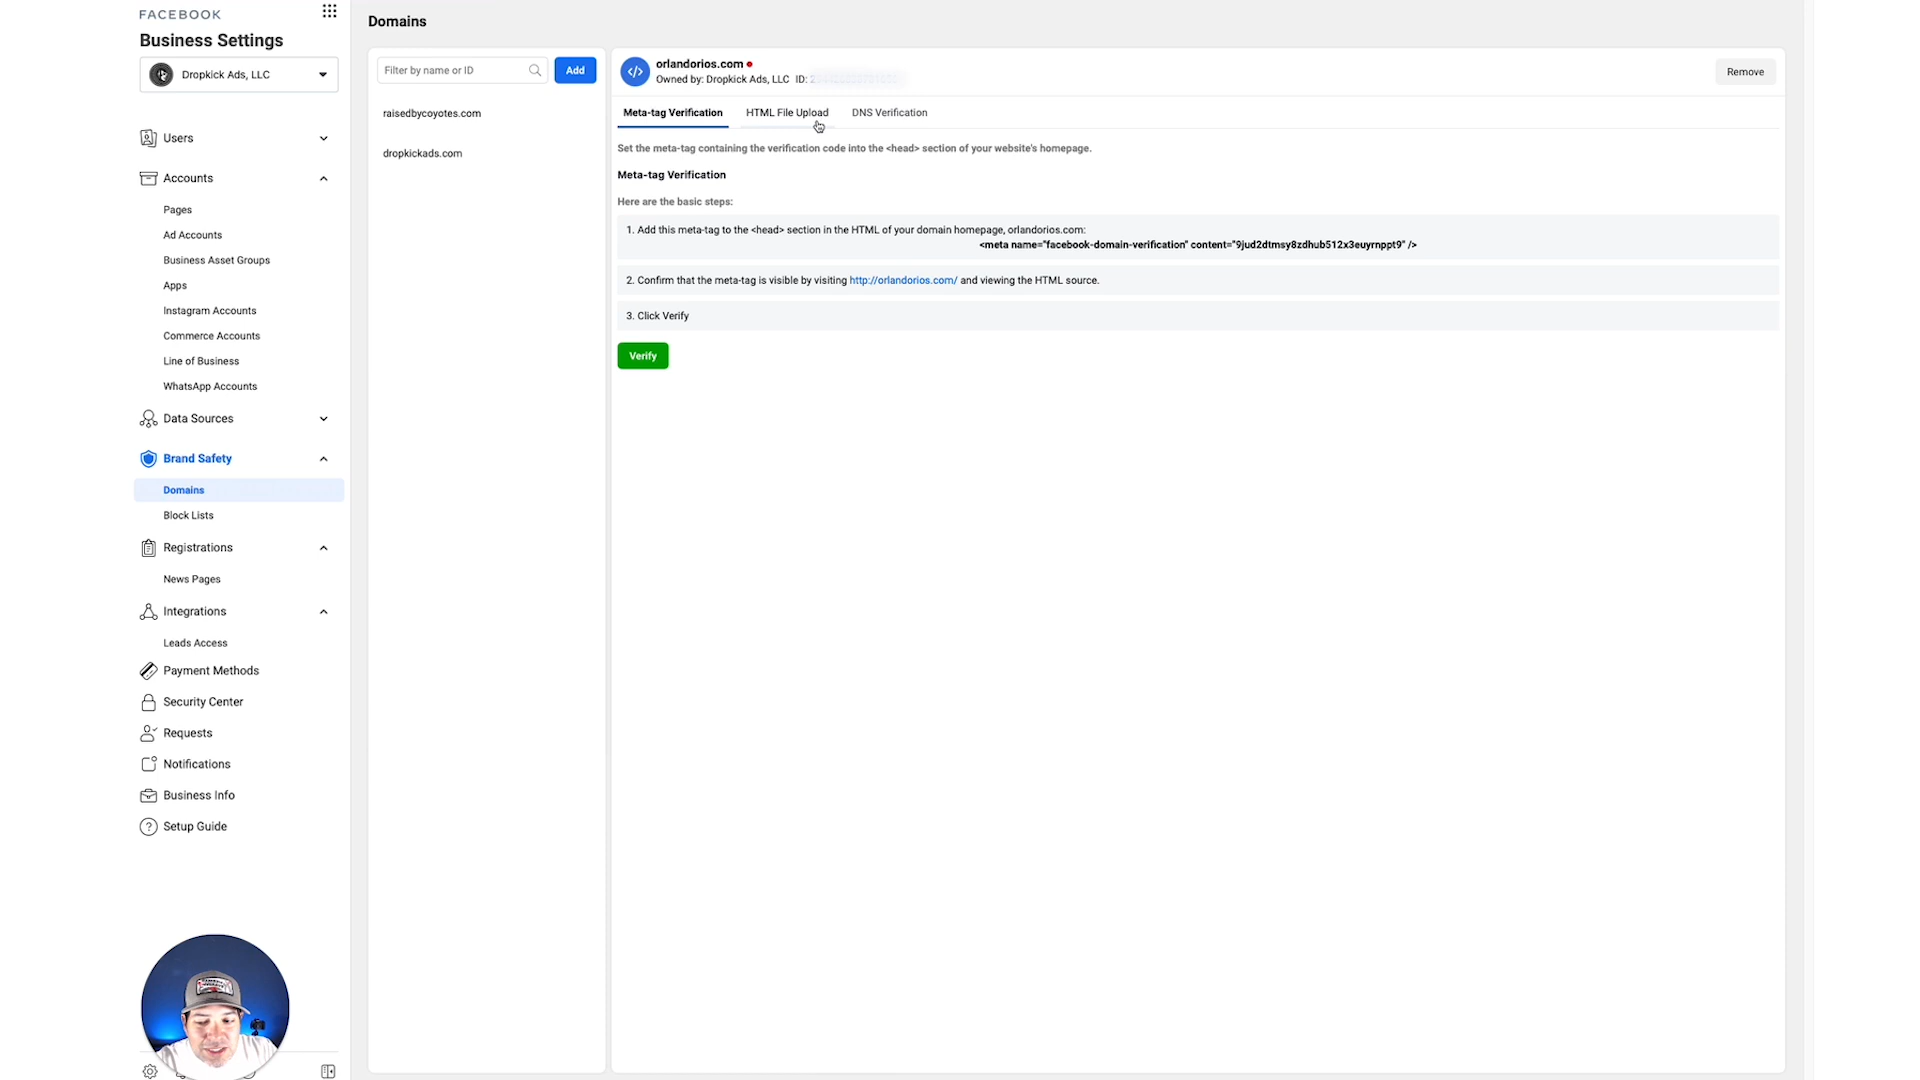 FACEBOOK
Business Settings
Dropkick Ads, LLC
Users
Accounts
Pages
Ad Accounts
Business Asset Groups
Apps
Instagram Accounts
Commerce Accounts
Line of Business
WhatsApp Accounts
Data Sources
Brand Safety
Domains
Block Lists
Registrations
News Pages
Integrations
Leads Access
Payment Methods
Security Center
Requests
Notifications
Business Info
Setup Guide
Domains
Filter by name or ID
Add
raisedbycoyotes.com
dropkickads.com
orlandorios.com
Owned by: Dropkick Ads, LLC ID:
Remove
Meta-tag Verification HTML File Upload DNS Verification
Set the meta-tag containing the verification code into the <head> section of your website's homepage.
Meta-tag Verification
Here are the basic steps:
1. Add this meta-tag to the <head> section in the HTML of your domain homepage, orlandorios.com:
<meta name="facebook-domain-verification" content="9jud2dtmsy8zdhub512x3euyrnppt9" />
2. Confirm that the meta-tag is visible by visiting http://orlandorios.com/ and viewing the HTML source.
3. Click Verify
Verify